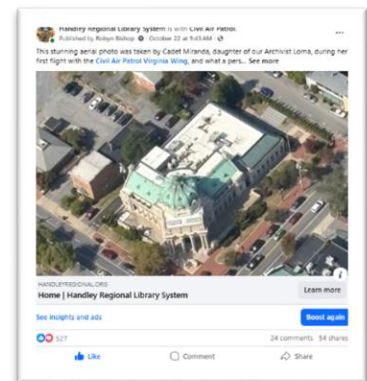 Handley Regional Library System is with Civil Air Patrol.
Published by Robyn Bishop · October 22 at 9:43 AM ·
This stunning aerial photo was taken by Cadet Miranda, daughter of our Archivist Lorna, during her
first flight with the Civil Air Patrol Virginia Wing, and what a pers... See more
HANDLEYREGIONAL.ORG
Home | Handley Regional Library System
Learn more
See insights and ads
Boost again
527
24 comments 54 shares
Like
Comment
Share